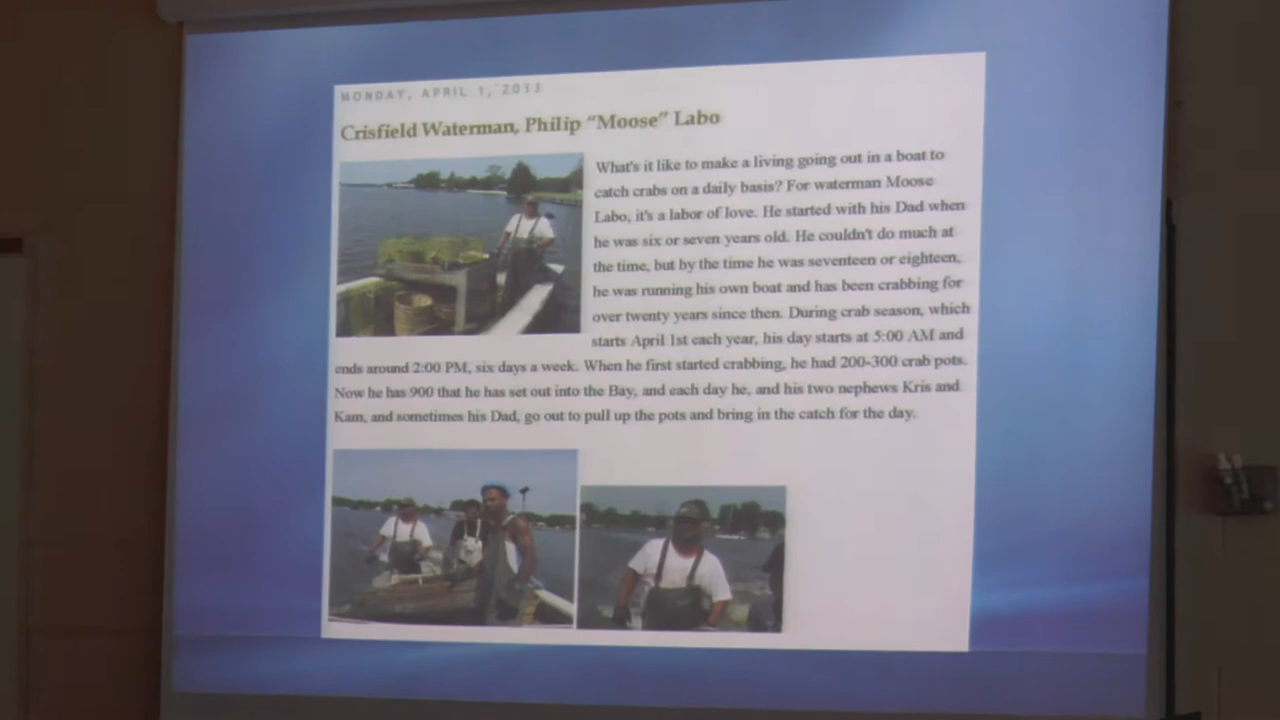 MONDAY, APRIL 1, 2013
Crisfield Waterman, Philip “Moose” Labo
What's it like to make a living going out in a boat to
catch crabs on a daily basis? For waterman Moose
Labo, it's a labor of love. He started with his Dad when
he was six or seven years old. He couldn't do much at
the time, but by the time he was seventeen or eighteen,
he was running his own boat and has been crabbing for
over twenty years since then. During crab season, which
starts April 1st each year, his day starts at 5:00 AM and
ends around 2:00 PM, six days a week. When he first started crabbing, he had 200-300 crab pots.
Now he has 900 that he has set out into the Bay, and each day he, and his two nephews Kris and
Kam, and sometimes his Dad, go out to pull up the pots and bring in the catch for the day.